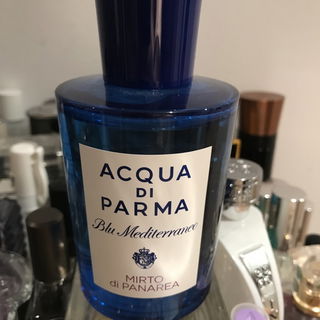 ACQUA
DI
PARMA
Blu Mediterraneo
MIRTO
di PANAREA